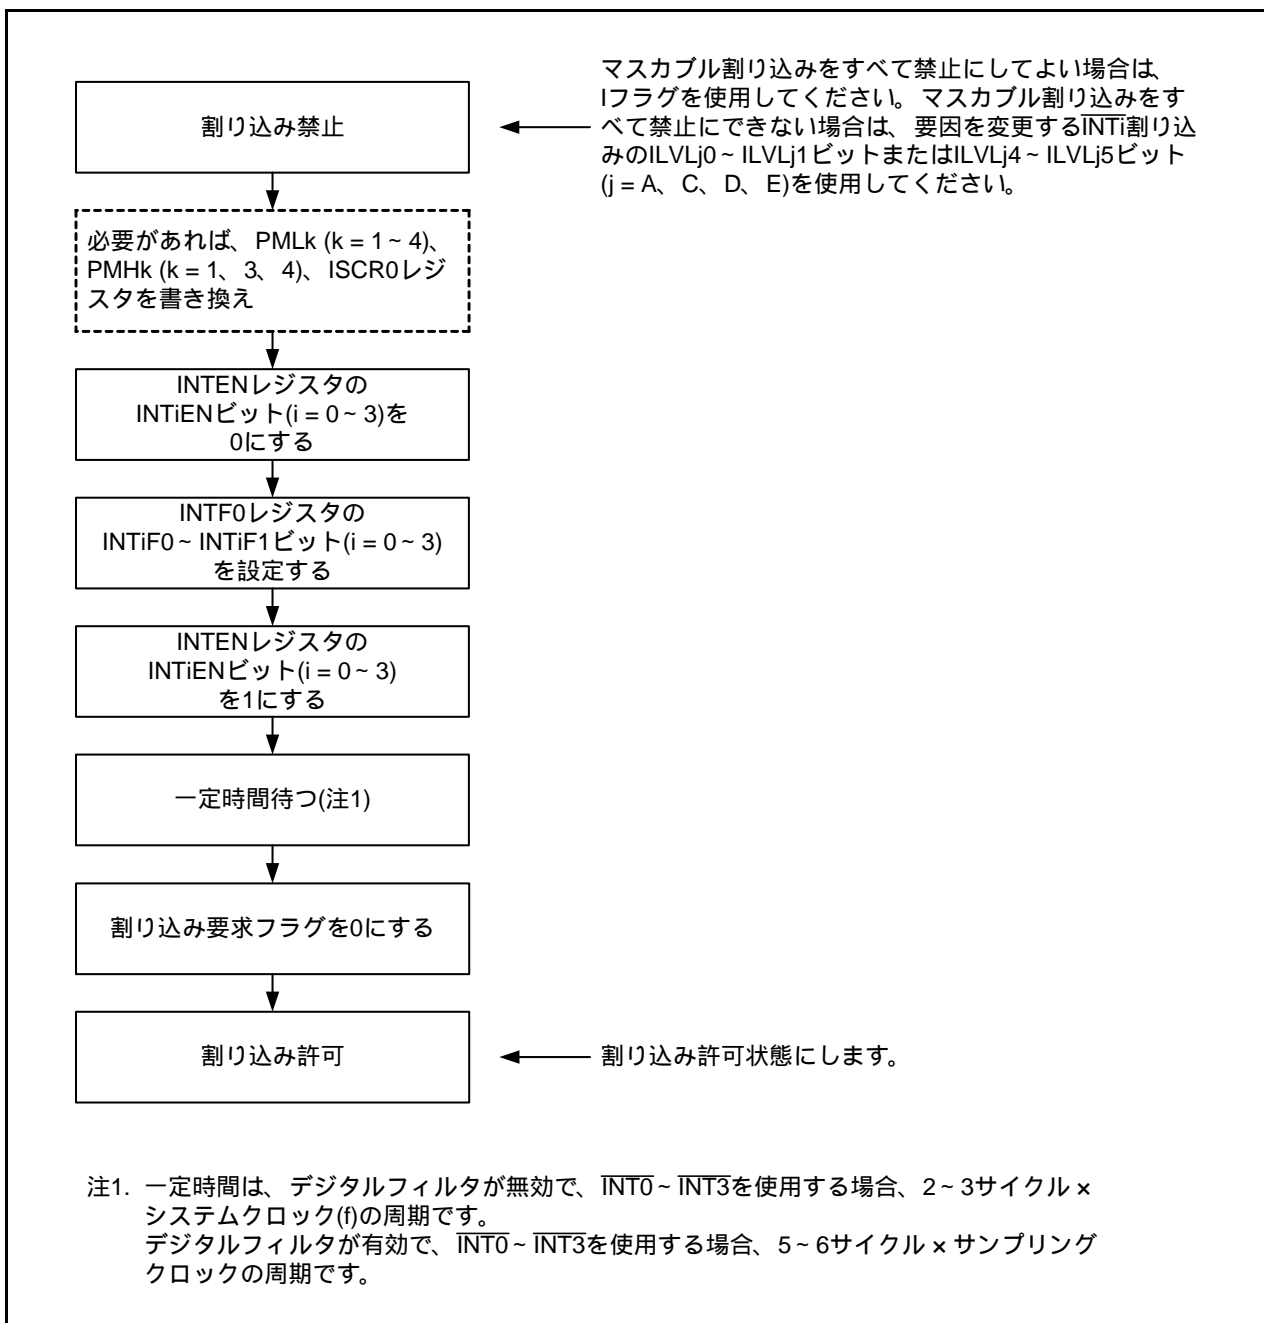 割り込み禁止
マスカブル割り込みをすべて禁止にしてよい場合は、
Iフラグを使用してください。マスカブル割り込みをす
べて禁止にできない場合は、要因を変更するINTi割り込
みのILVLj0~ILVLj1ビットまたはILVLj4~ILVLj5ビット
(j = A、C、D、E)を使用してください。
必要があれば、PMLk (k = 1~4)、
PMHk (k = 1、3、4)、ISCR0レジ
スタを書き換え
INTENレジスタの
INTiENビット(i = 0~3)を
0にする
INTF0レジスタの
INTiF0~INTiF1ビット(i = 0~3)
を設定する
INTENレジスタの
INTiENビット(i = 0~3)
を1にする
一定時間待つ(注1)
割り込み要求フラグを0にする
割り込み許可
割り込み許可状態にします。
注1. 一定時間は、デジタルフィルタが無効で、INT0~INT3を使用する場合、2~3サイクル×
システムクロック(f)の周期です。
デジタルフィルタが有効で、INT0~INT3を使用する場合、5~6サイクル×サンプリング
クロックの周期です。